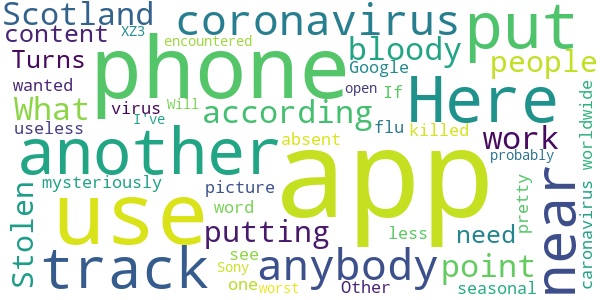 Scotland XZ3 coronavirus put
content encountered
Turns phone bloody people
wanted Google
What virus Will according If open Here
useless I've flu killed work worldwide
another absent probably
mysteriously picture app near
Stolen use word putting less need pretty caronavirus
track see anybody point
one Sony worst Other seasonal